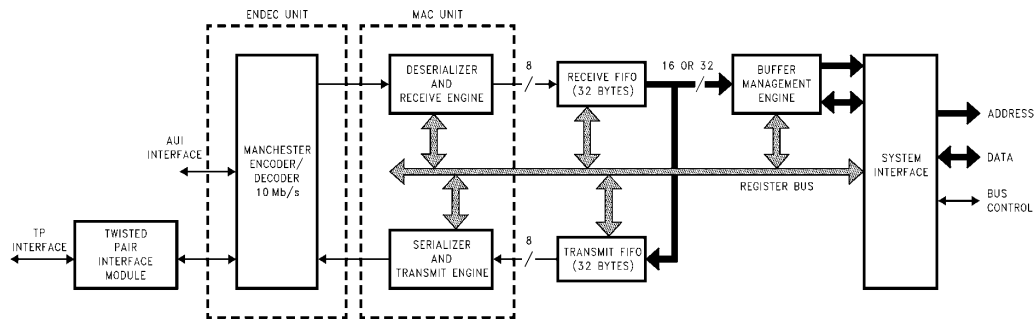 ENDEC UNIT
MAC UNIT
DESERIALIZER
AND
RECEIVE ENGINE
8
RECEIVE FIFO
(32 BYTES)
16 OR 32
BUFFER
MANAGEMENT
ENGINE
ADDRESS
AUI
INTERFACE
MANCHESTER
ENCODER/
DECODER
10 Mb/s
SYSTEM
INTERFACE
DATA
REGISTER BUS
BUS
CONTROL
TP
INTERFACE
TWISTED
PAIR
INTERFACE
MODULE
SERIALIZER
AND
TRANSMIT ENGINE
8
TRANSMIT FIFO
(32 BYTES)